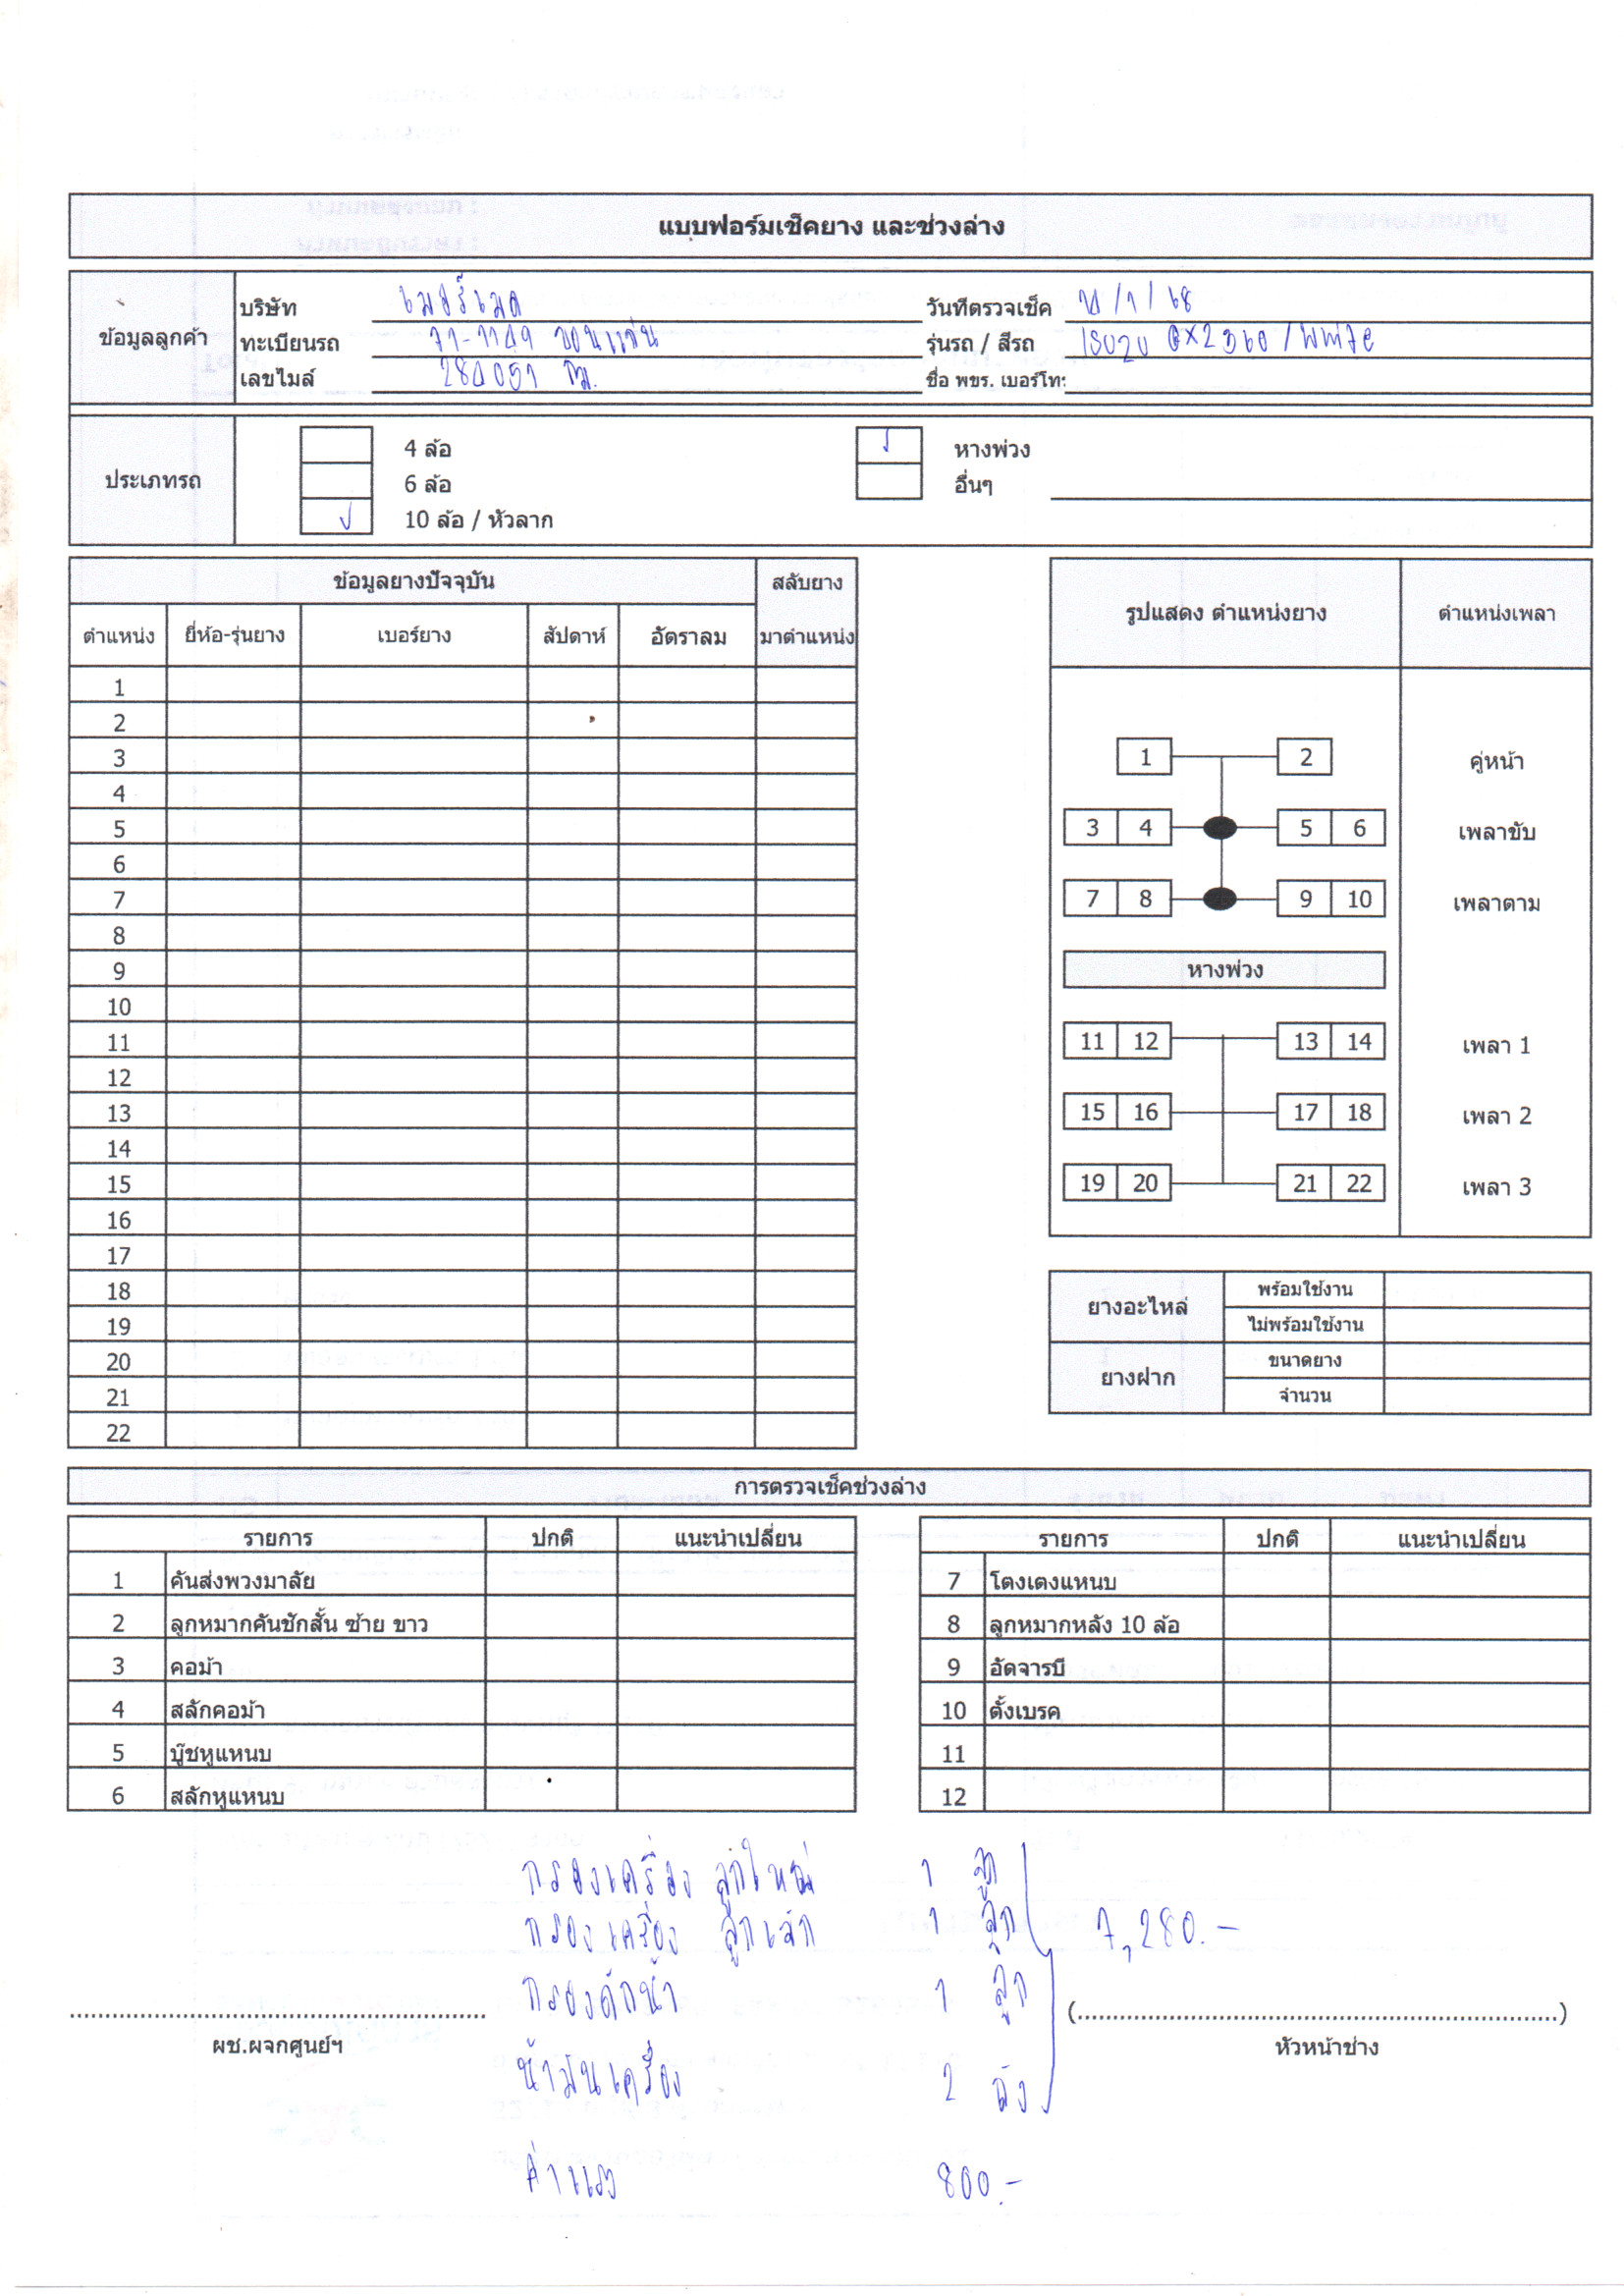 แบบฟอร์มเช็คยาง และช่วงล่าง
ข้อมูลลูกค้า
บริษัท เมอร์เมด วันที่ตรวจเช็ค /1/68
ทะเบียนรถ 71-1149 ขอนแก่น รุ่นรถ / สีรถ ISUZU GXZ360/White
เลขไมล์ 284051 กม. ชื่อ พขร. เบอร์โทร
ประเภทรถ
4 ล้อ √ หางพ่วง
6 ล้อ อื่นๆ
√ 10 ล้อ / หัวลาก
ข้อมูลยางปัจจุบัน สลับยาง
ตำแหน่ง ยี่ห้อ-รุ่นยาง เบอร์ยาง สัปดาห์ อัตราลม มาตำแหน่ง
1
2
3
4
5
6
7
8
9
10
11
12
13
14
15
16
17
18
19
20
21
22
รูปแสดง ตำแหน่งยาง ตำแหน่งเพลา
1 2 คู่หน้า
3 4 5 6 เพลาขับ
7 8 9 10 เพลาตาม
หางพ่วง
11 12 13 14 เพลา 1
15 16 17 18 เพลา 2
19 20 21 22 เพลา 3
ยางอะไหล่
พร้อมใช้งาน
ไม่พร้อมใช้งาน
ยางฝาก
ขนาดยาง
จำนวน
การตรวจเช็คช่วงล่าง
รายการ ปกติ แนะนำเปลี่ยน
1 คันส่งพวงมาลัย
2 ลูกหมากคันชักสั้น ซ้าย ขาว
3 คอม้า
4 สลักคอม้า
5 บู๊ชหูแหนบ
6 สลักหูแหนบ
รายการ ปกติ แนะนำเปลี่ยน
7 โตงเตงแหนบ
8 ลูกหมากหลัง 10 ล้อ
9 อัดจารบี
10 ตั้งเบรค
11
12
กรองเครื่อง ลูกใหญ่ 1 ลูก
กรองเครื่อง ลูกเล็ก 1 ลูก 7,280.-
กรองดักน้ำ 1 ลูก
น้ำมันเครื่อง 2 ถัง
ค่าแรง 800.-
............................................................
ผช.ผจกศูนย์ฯ
(......................................................................)
หัวหน้าช่าง